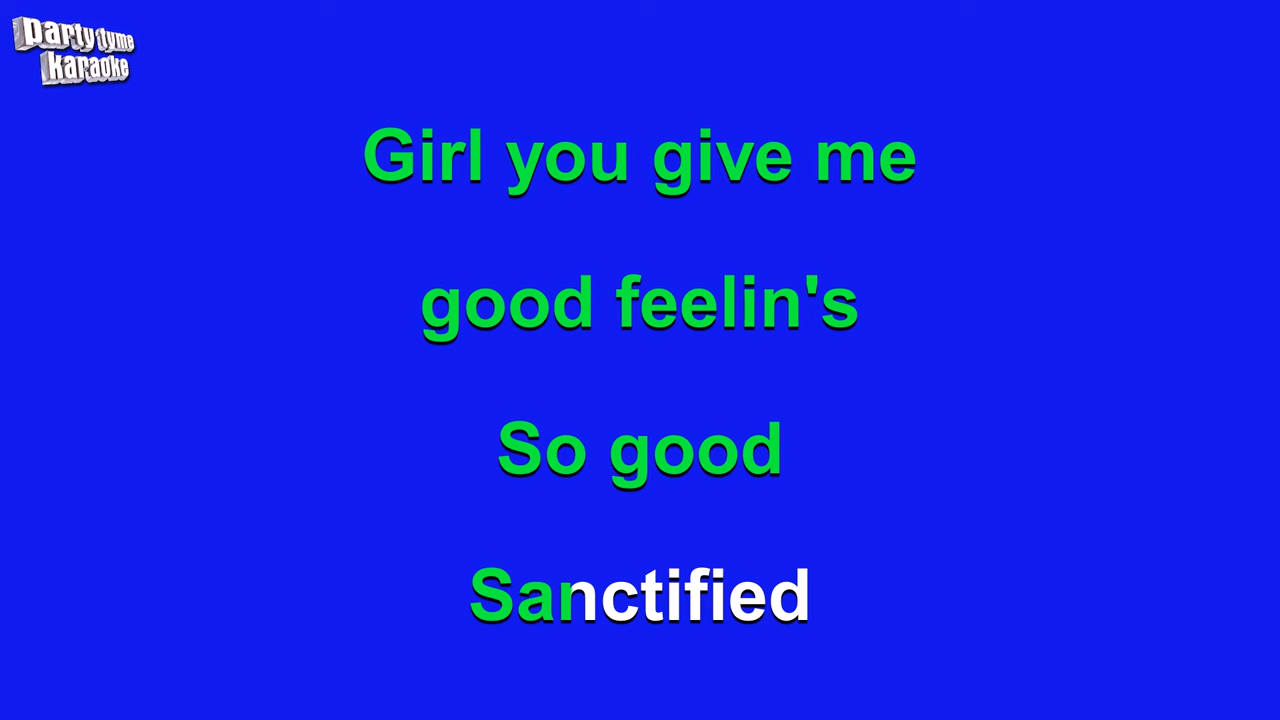 party tyme
karaoke
Girl you give me
good feelin's
So good
Sanctified